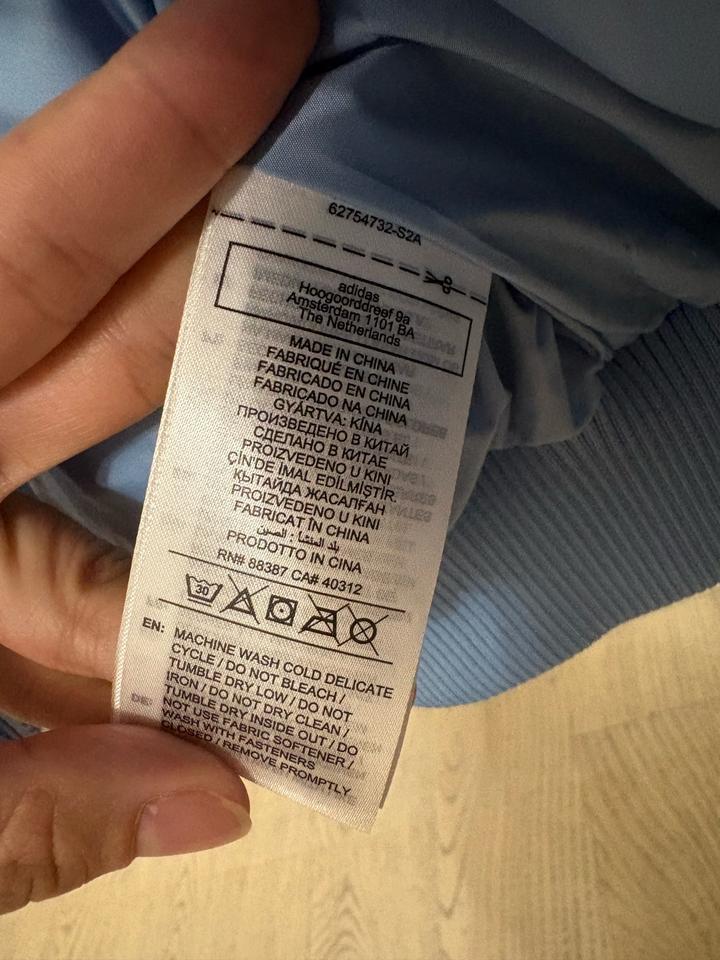 62754732-S2A
adidas
Hoogoorddreef 9a
Amsterdam 1101 BA
The Netherlands
MADE IN CHINA
FABRIQUÉ EN CHINE
FABRICADO EN CHINA
FABRICADO NA CHINA
GYÁRTVA: KÍNA
ПРОИЗВЕДЕНО В КИТАЙ
СДЕЛАНО В КИТАЕ
PROIZVEDENO U KINI
ÇİN'DE İMAL EDİLMİŞTİR.
ҚЫТАЙДА ЖАСАЛҒАН
PROIZVEDENO U KINI
FABRICAT ÎN CHINA
بلد المنشأ : الصين
PRODOTTO IN CINA
RN# 88387 CA# 40312
30
EN: MACHINE WASH COLD DELICATE
CYCLE / DO NOT BLEACH /
TUMBLE DRY LOW / DO NOT
IRON / DO NOT DRY CLEAN /
TUMBLE DRY INSIDE OUT / DO
NOT USE FABRIC SOFTENER /
WASH WITH FASTENERS
CLOSED / REMOVE PROMPTLY